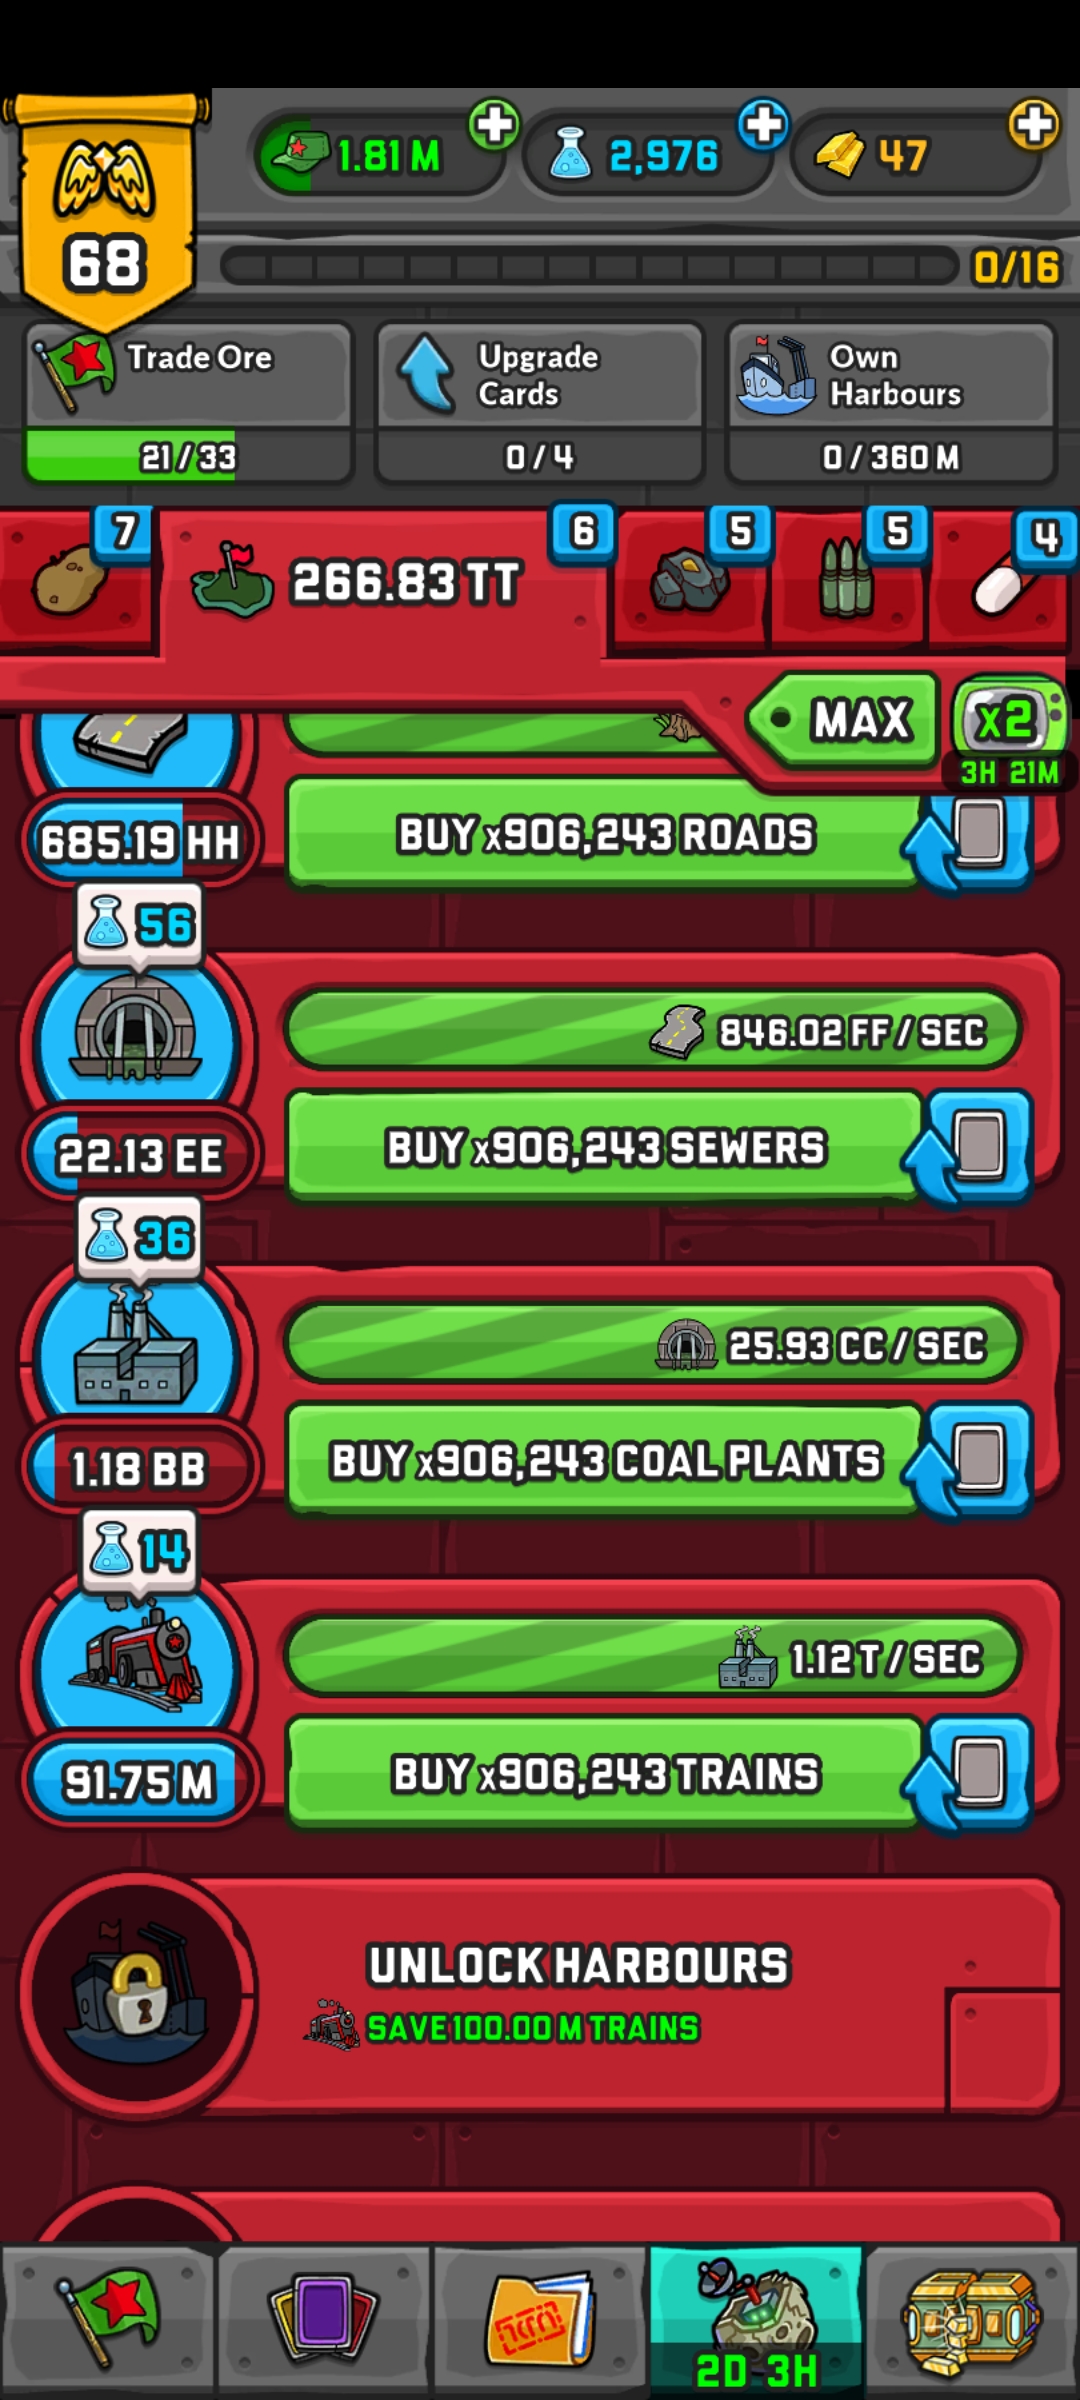 1.81 M
2,976
47
68
0/16
Trade Ore
21/33
Upgrade
Cards
0/4
Own
Harbours
0/360 M
7
266.83 TT
6
5
5
4
MAX
x2
3H 21M
685.19 HH
BUY x906,243 ROADS
56
846.02 FF / SEC
22.13 EE
BUY x906,243 SEWERS
36
25.93 CC / SEC
1.18 BB
BUY x906,243 COAL PLANTS
14
1.12 T / SEC
91.75 M
BUY x906,243 TRAINS
UNLOCK HARBOURS
SAVE 100.00 M TRAINS
2D 3H